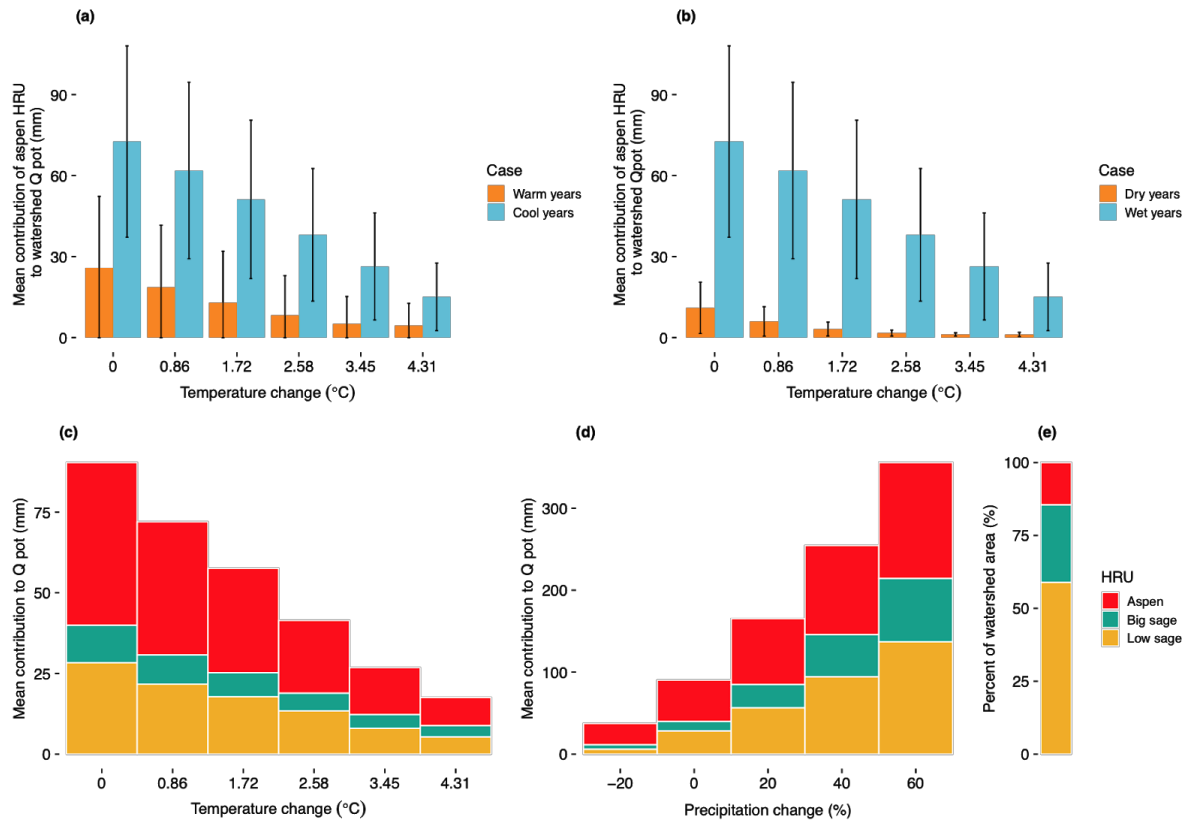 (a)
Mean contribution of aspen HRU
to watershed Q pot (mm)
90
60
30
0
0
0.86
1.72
2.58
3.45
4.31
Temperature change (°C)
Case
Warm years
Cool years
(b)
Mean contribution of aspen HRU
to watershed Qpot (mm)
90
60
30
0
0
0.86
1.72
2.58
3.45
4.31
Temperature change (°C)
Case
Dry years
Wet years
(c)
Mean contribution to Q pot (mm)
75
50
25
0
0
0.86
1.72
2.58
3.45
4.31
Temperature change (°C)
(d)
Mean contribution to Q pot (mm)
300
200
100
0
−20
0
20
40
60
Precipitation change (%)
(e)
Percent of watershed area (%)
100
75
50
25
0
HRU
Aspen
Big sage
Low sage